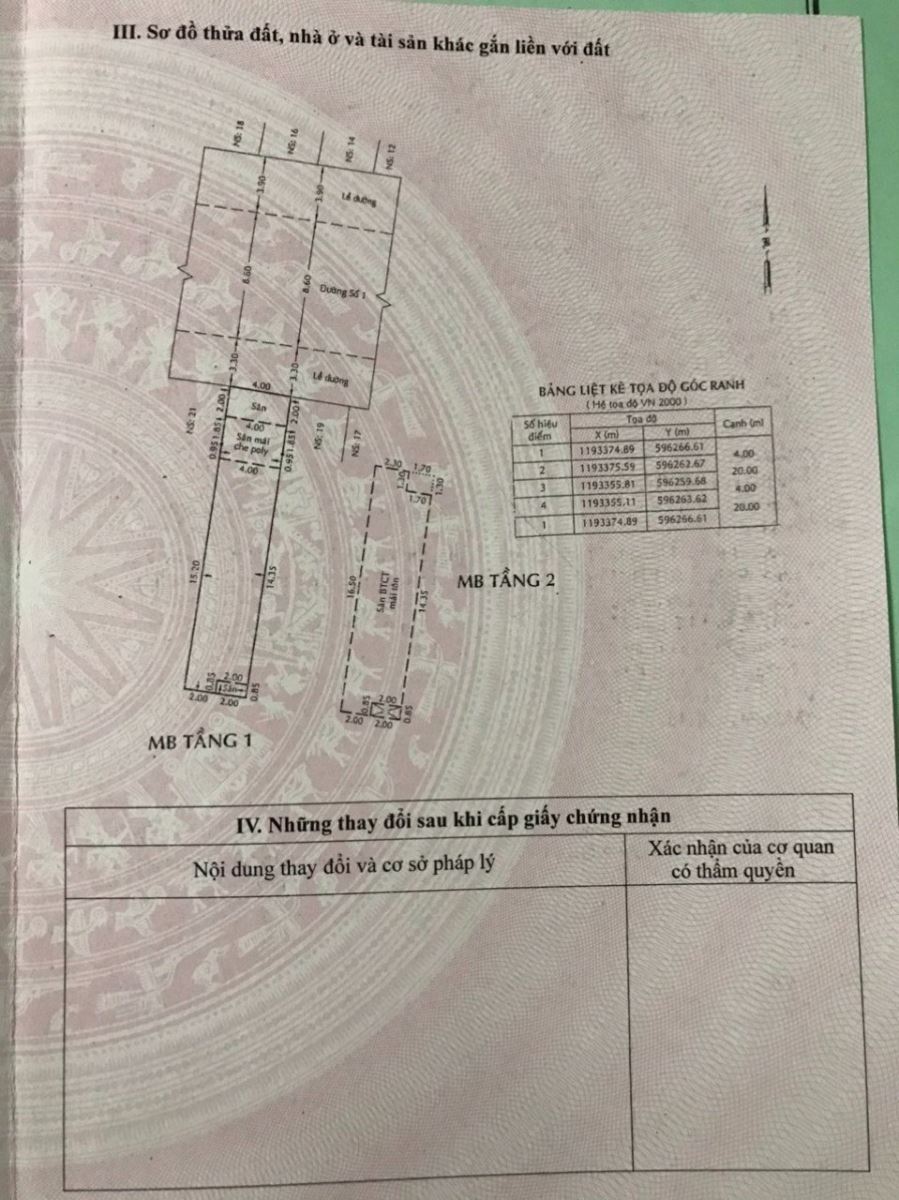 III. Sơ đồ thửa đất, nhà ở và tài sản khác gắn liền với đất
NS: 18
NS: 16
NS: 14
NS: 12
3.90
3.90
Lề đường
8.60
8.60
Đường Số 1
3.30
3.30
Lề đường
4.00
NS: 21
NS: 19
NS: 17
2.00
Sân
2.00
4.00
1.85
Sân mái
che poly
1.85
0.95
4.00
0.95
15.20
14.35
0.85
2.00
Sân
0.85
2.00
2.00
MB TẦNG 1
2.30
1.70
1.30
1.30
1.70
16.50
Sàn BTCT
mái tôn
14.35
0.85
2.00
0.85
2.00
2.00
MB TẦNG 2
BẢNG LIỆT KÊ TỌA ĐỘ GÓC RANH
( Hệ tọa độ VN 2000 )
Số hiệu điểm
Tọa độ
Cạnh (m)
X (m)
Y (m)
1 1193374.89 596266.61
4.00
2 1193375.59 596262.67
20.00
3 1193355.81 596259.68
4.00
4 1193355.11 596263.62
20.00
1 1193374.89 596266.61
IV. Những thay đổi sau khi cấp giấy chứng nhận
Nội dung thay đổi và cơ sở pháp lý
Xác nhận của cơ quan
có thẩm quyền